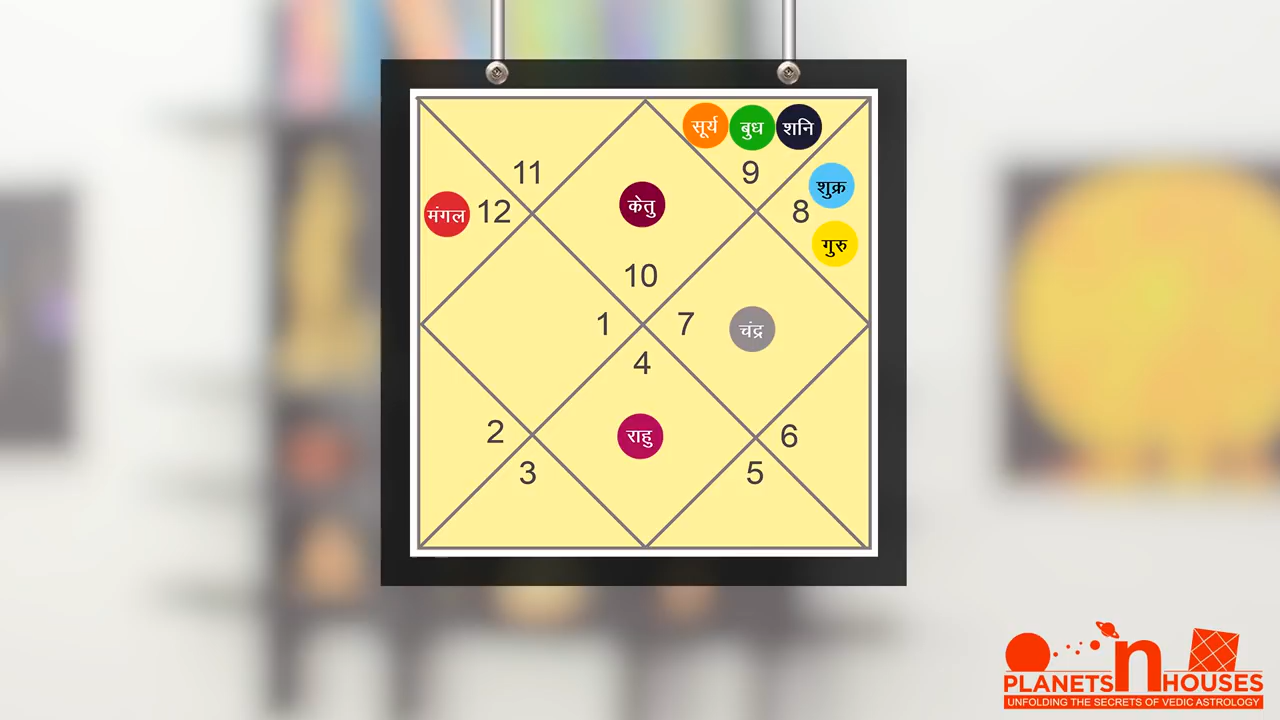 सूर्य बुध शनि
11 9
शुक्र
मंगल 12 केतु 8
गुरु
10
1 7 चंद्र
4
2 राहु 6
3 5
PLANETS n HOUSES
UNFOLDING THE SECRETS OF VEDIC ASTROLOGY